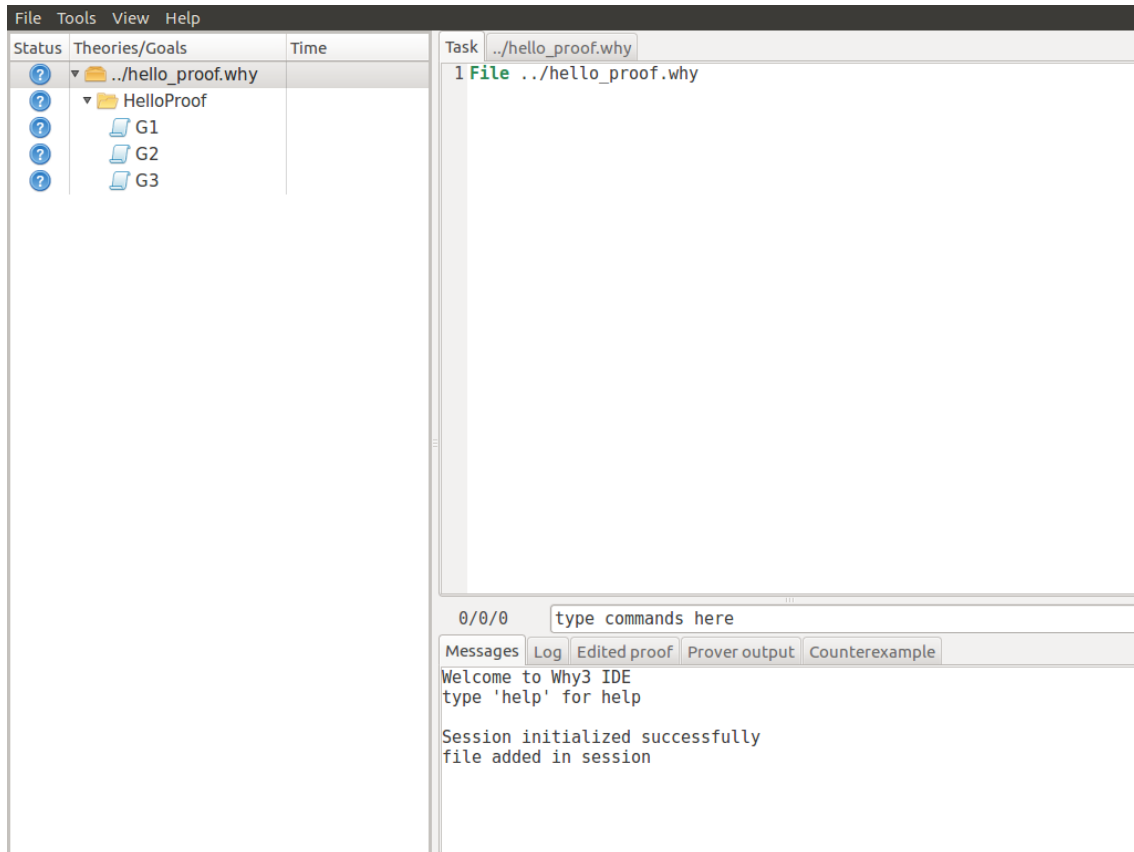 File Tools View Help
Status Theories/Goals Time
../hello_proof.why
HelloProof
G1
G2
G3
Task ../hello_proof.why
1 File ../hello_proof.why
0/0/0 type commands here
Messages Log Edited proof Prover output Counterexample
Welcome to Why3 IDE
type 'help' for help
Session initialized successfully
file added in session